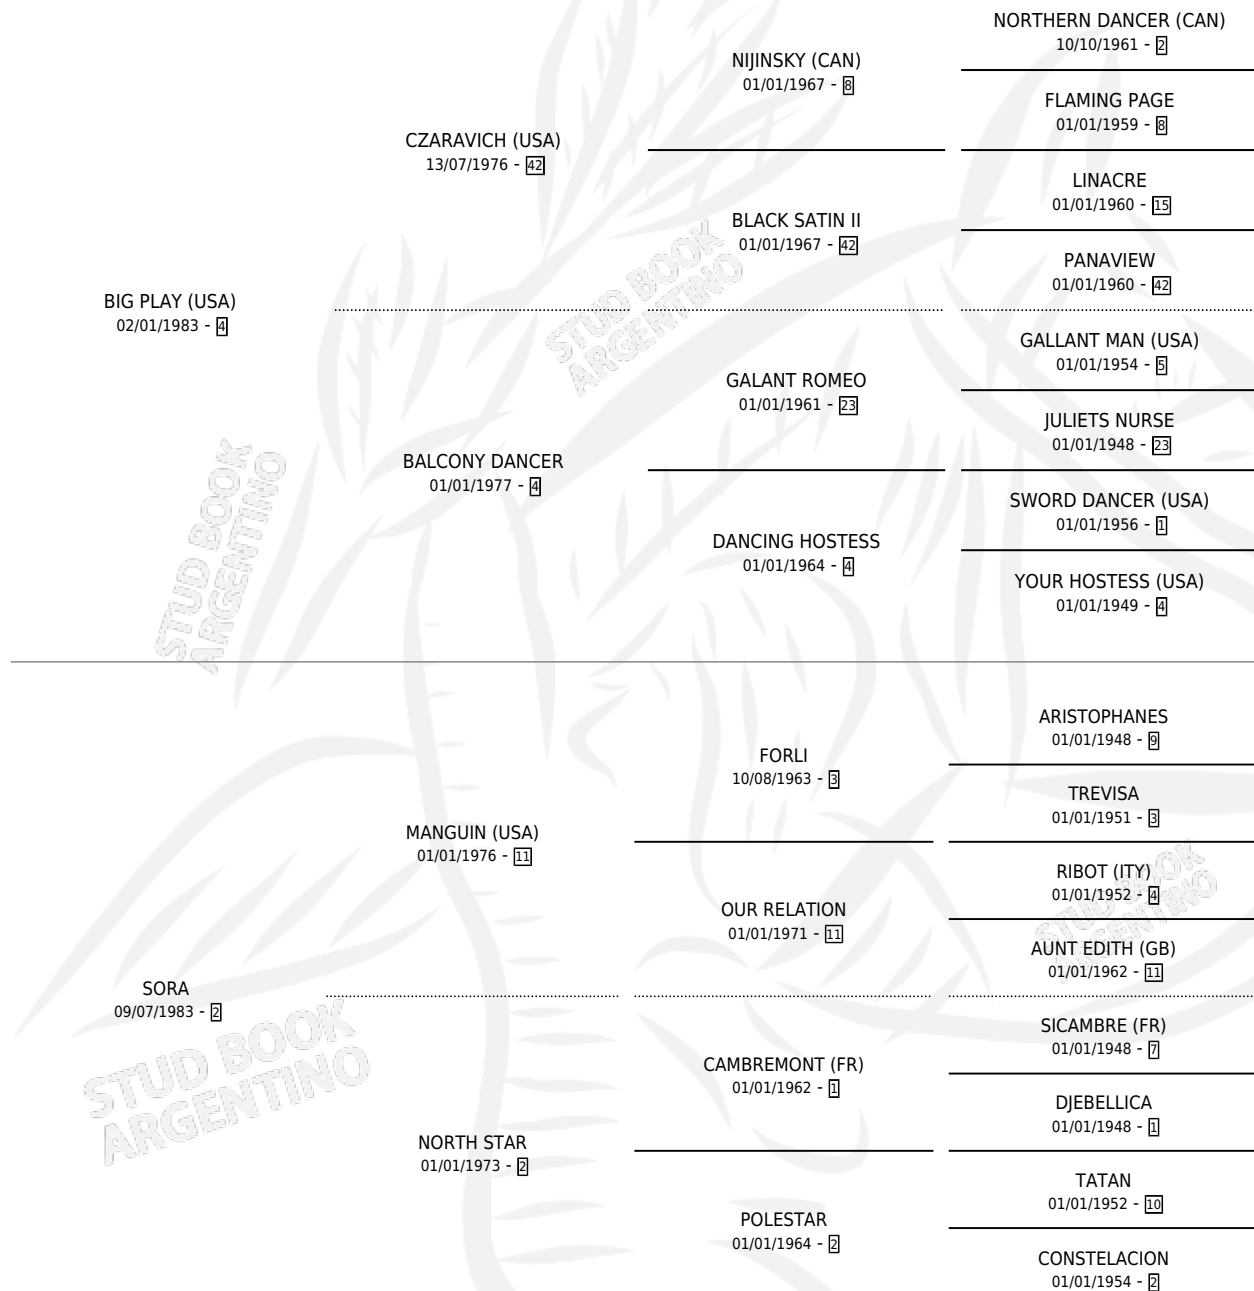 NORTHERN DANCER (CAN)
10/10/1961 - 2
NIJINSKY (CAN)
01/01/1967 - 8
FLAMING PAGE
01/01/1959 - 8
CZARAVICH (USA)
13/07/1976 - 42
LINACRE
01/01/1960 - 15
BLACK SATIN II
01/01/1967 - 42
PANAVIEW
01/01/1960 - 42
BIG PLAY (USA)
02/01/1983 - 4
STUD BOOK
ARGENTINO
GALLANT MAN (USA)
01/01/1954 - 5
GALANT ROMEO
01/01/1961 - 23
JULIETS NURSE
01/01/1948 - 23
BALCONY DANCER
01/01/1977 - 4
SWORD DANCER (USA)
01/01/1956 - 1
DANCING HOSTESS
01/01/1964 - 4
YOUR HOSTESS (USA)
01/01/1949 - 4
STUD BOOK
ARGENTINO
ARISTOPHANES
01/01/1948 - 9
FORLI
10/08/1963 - 3
TREVISA
01/01/1951 - 3
MANGUIN (USA)
01/01/1976 - 11
RIBOT (ITY)
01/01/1952 - 4
OUR RELATION
01/01/1971 - 11
STUD BOOK
ARGENTINO
AUNT EDITH (GB)
01/01/1962 - 11
SORA
09/07/1983 - 2
SICAMBRE (FR)
01/01/1948 - 7
CAMBREMONT (FR)
01/01/1962 - 1
STUD BOOK
ARGENTINO
DJEBELLICA
01/01/1948 - 1
NORTH STAR
01/01/1973 - 2
TATAN
01/01/1952 - 10
POLESTAR
01/01/1964 - 2
CONSTELACION
01/01/1954 - 2